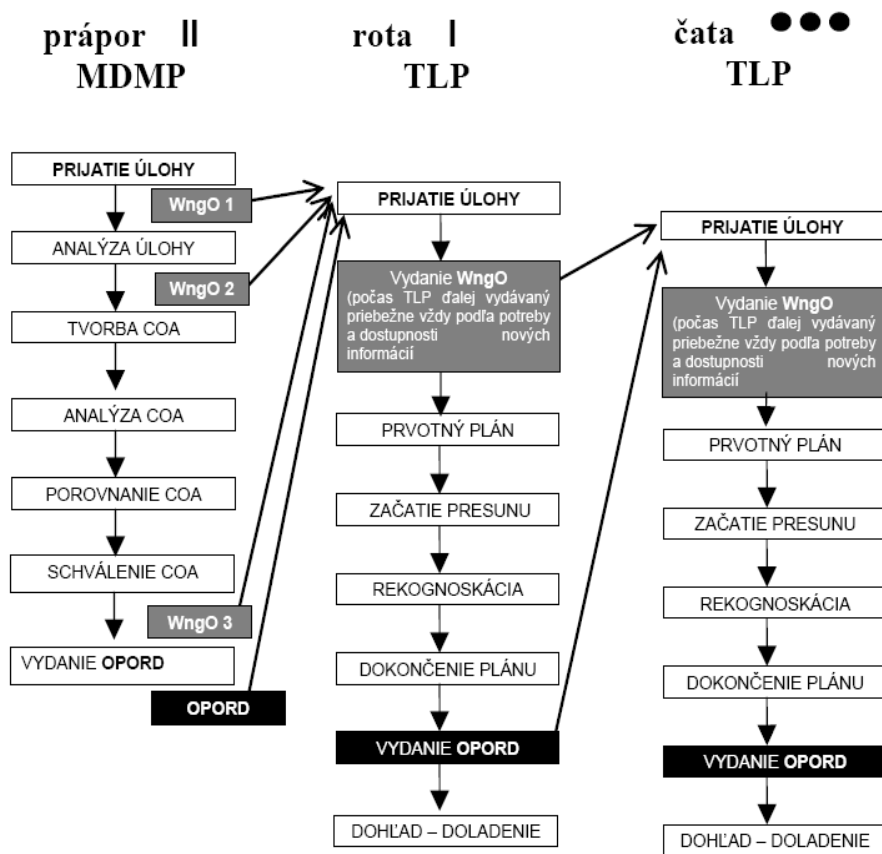 prápor II
MDMP
PRIJATIE ÚLOHY
WngO 1
ANALÝZA ÚLOHY
WngO 2
TVORBA COA
ANALÝZA COA
POROVNANIE COA
SCHVÁLENIE COA
WngO 3
VYDANIE OPORD
OPORD
rota I
TLP
PRIJATIE ÚLOHY
Vydanie WngO
(počas TLP ďalej vydávaný
priebežne vždy podľa potreby
a dostupnosti nových
informácií
PRVOTNÝ PLÁN
ZAČATIE PRESUNU
REKOGNOSKÁCIA
DOKONČENIE PLÁNU
VYDANIE OPORD
DOHĽAD – DOLADENIE
čata ●●●
TLP
PRIJATIE ÚLOHY
Vydanie WngO
(počas TLP ďalej vydávaný
priebežne vždy podľa potreby
a dostupnosti nových
informácií
PRVOTNÝ PLÁN
ZAČATIE PRESUNU
REKOGNOSKÁCIA
DOKONČENIE PLÁNU
VYDANIE OPORD
DOHĽAD – DOLADENIE